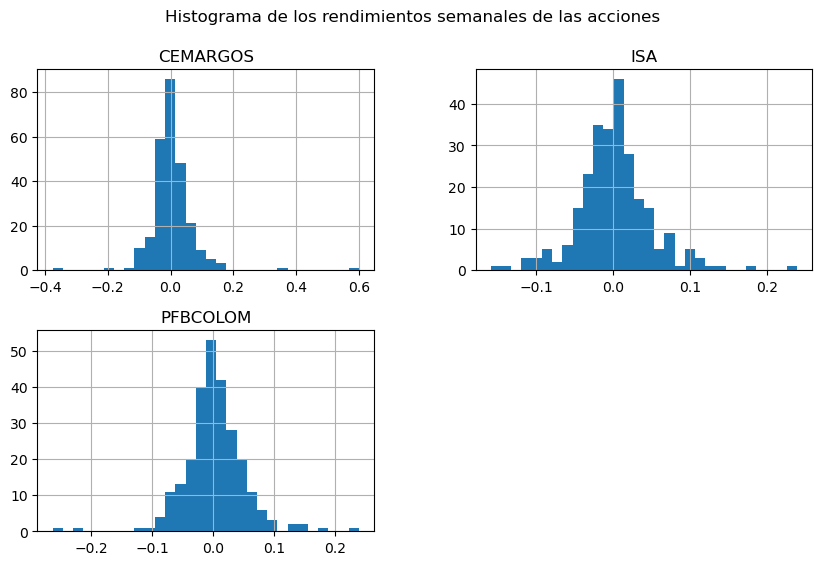 Histograma de los rendimientos semanales de las acciones
CEMARGOS
80
60
40
20
0
−0.4 −0.2 0.0 0.2 0.4 0.6
ISA
40
30
20
10
0
−0.1 0.0 0.1 0.2
PFBCOLOM
50
40
30
20
10
0
−0.2 −0.1 0.0 0.1 0.2